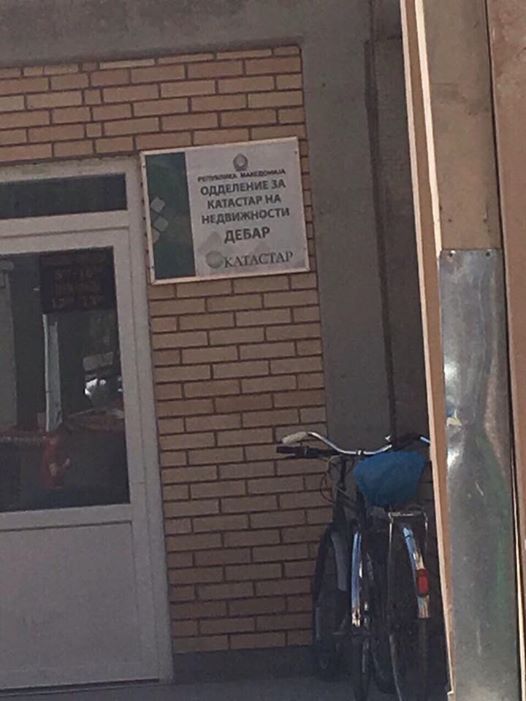 РЕПУБЛИКА МАКЕДОНИЈА
ОДДЕЛЕНИЕ ЗА
КАТАСТАР НА
НЕДВИЖНОСТИ
ДЕБАР
КАТАСТАР